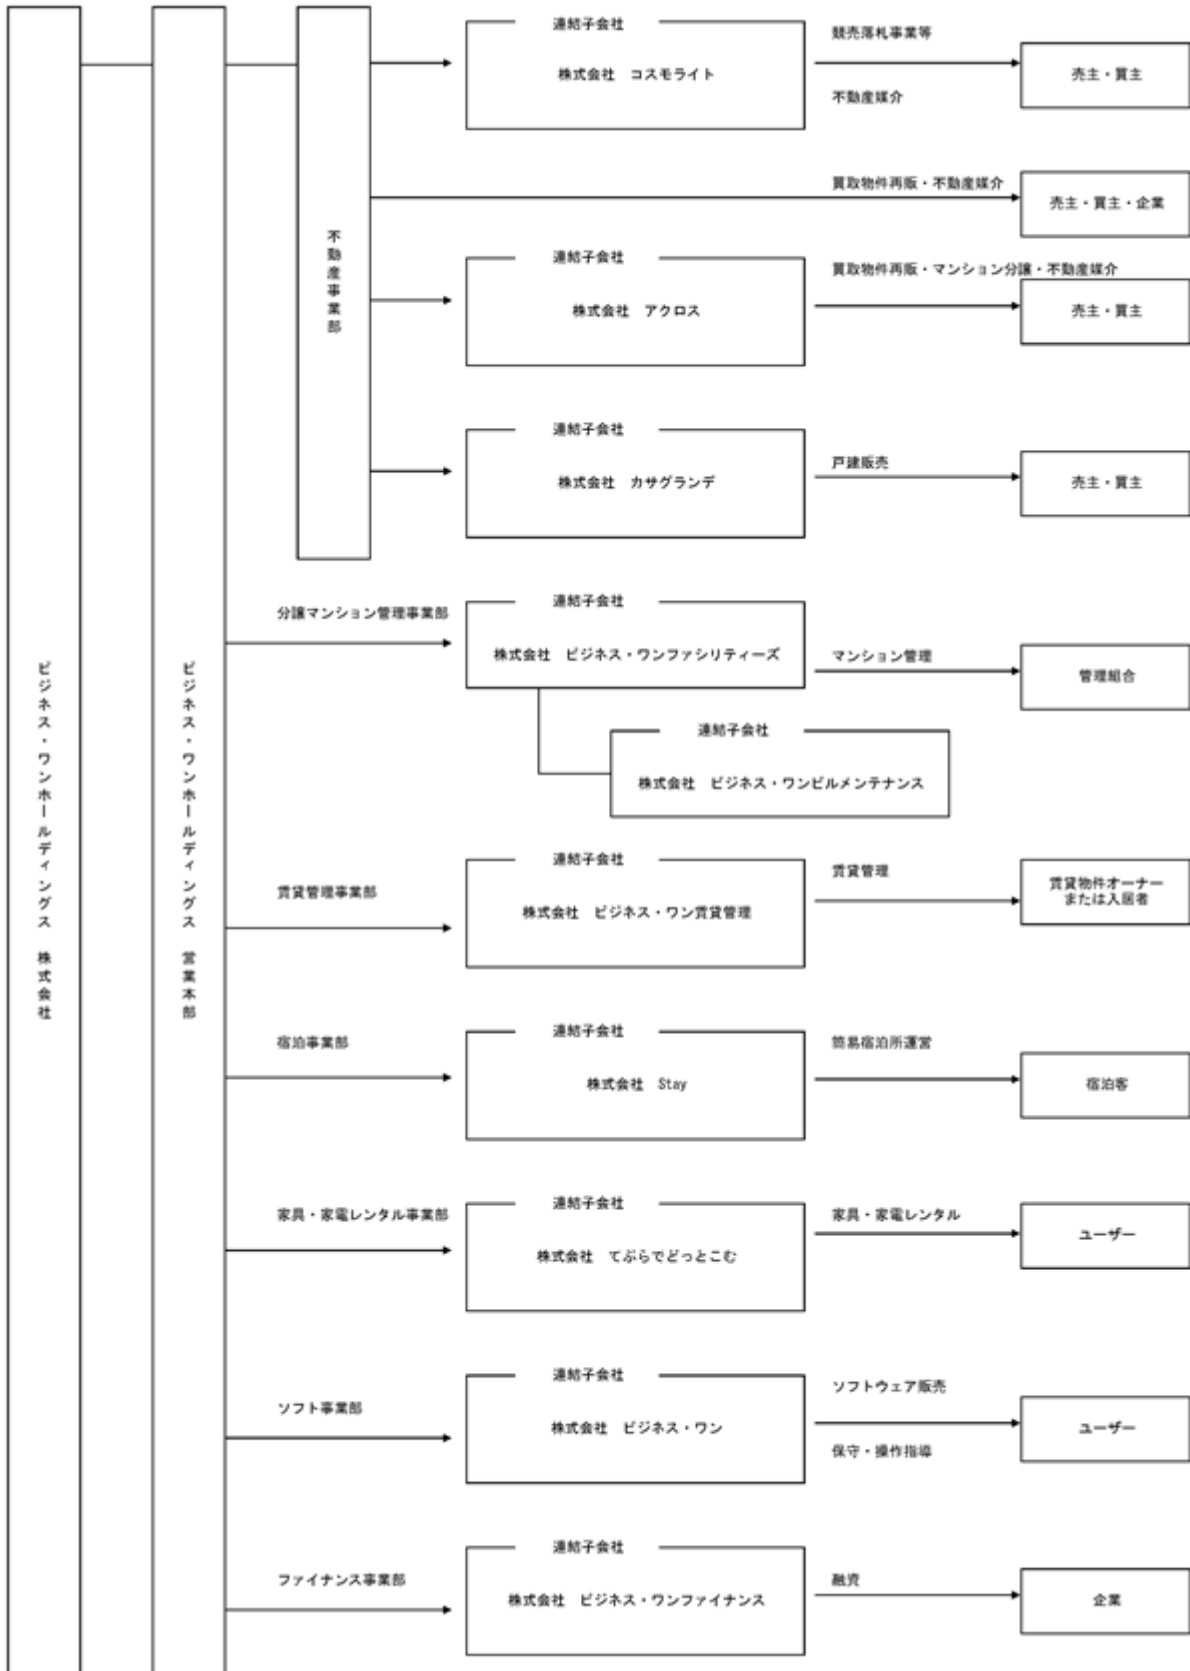 ビジネス・ワンホールディングス　株式会社
ビジネス・ワンホールディングス　営業本部
不動産事業部
連結子会社
株式会社　コスモライト
競売落札事業等
不動産媒介
売主・買主
買取物件再販・不動産媒介
売主・買主・企業
連結子会社
株式会社　アクロス
買取物件再販・マンション分譲・不動産媒介
売主・買主
連結子会社
株式会社　カサグランデ
戸建販売
売主・買主
分譲マンション管理事業部
連結子会社
株式会社　ビジネス・ワンファシリティーズ
マンション管理
管理組合
連結子会社
株式会社　ビジネス・ワンビルメンテナンス
賃貸管理事業部
連結子会社
株式会社　ビジネス・ワン賃貸管理
賃貸管理
賃貸物件オーナー
または入居者
宿泊事業部
連結子会社
株式会社　Stay
簡易宿泊所運営
宿泊客
家具・家電レンタル事業部
連結子会社
株式会社　てぶらでどっとこむ
家具・家電レンタル
ユーザー
ソフト事業部
連結子会社
株式会社　ビジネス・ワン
ソフトウェア販売
保守・操作指導
ユーザー
ファイナンス事業部
連結子会社
株式会社　ビジネス・ワンファイナンス
融資
企業